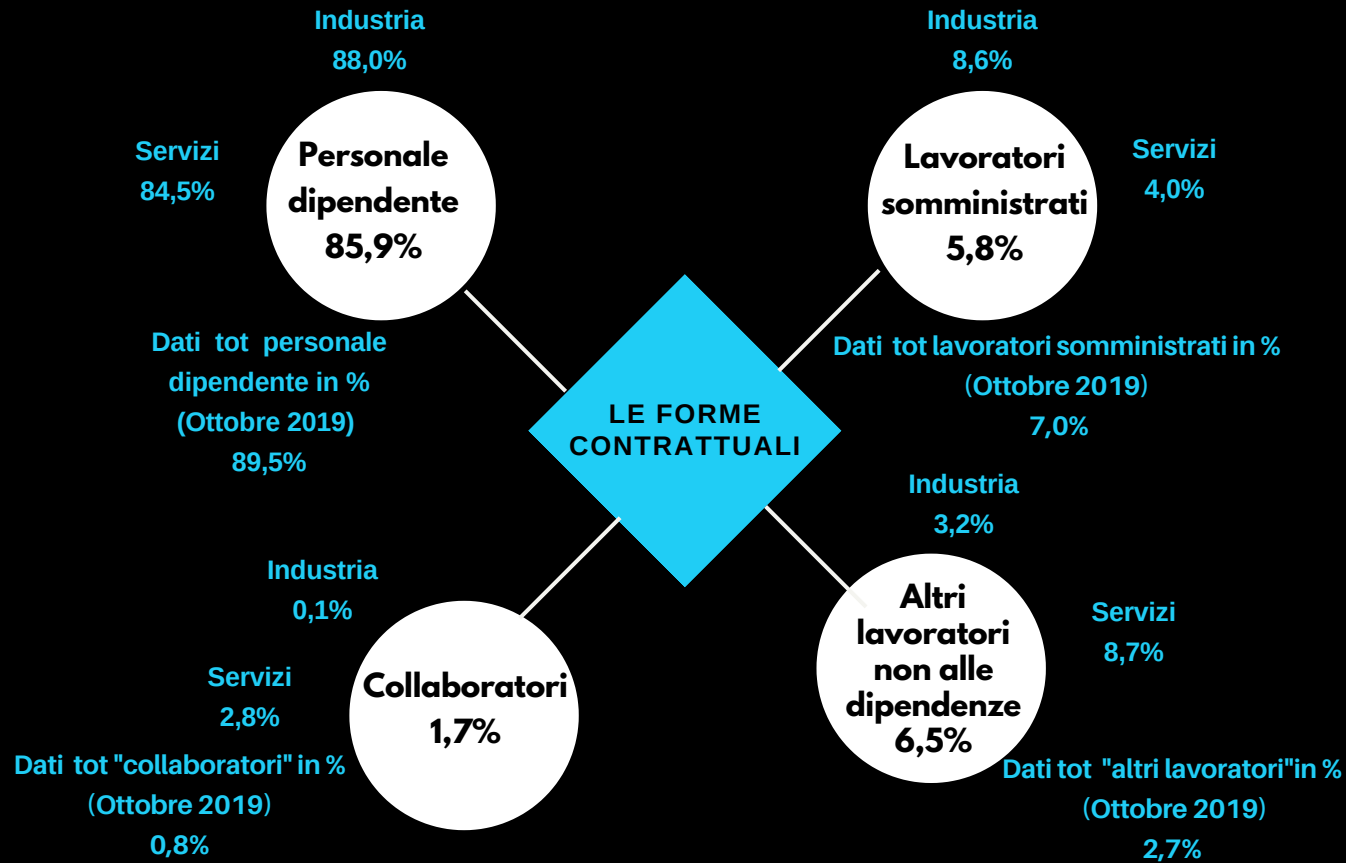 Industria
88,0%
Servizi
84,5%
Personale
dipendente
85,9%
Dati tot personale
dipendente in %
(Ottobre 2019)
89,5%
Industria
8,6%
Servizi
4,0%
Lavoratori
somministrati
5,8%
Dati tot lavoratori somministrati in %
(Ottobre 2019)
7,0%
LE FORME
CONTRATTUALI
Industria
0,1%
Servizi
2,8%
Collaboratori
1,7%
Dati tot "collaboratori" in %
(Ottobre 2019)
0,8%
Industria
3,2%
Servizi
8,7%
Altri
lavoratori
non alle
dipendenze
6,5%
Dati tot "altri lavoratori"in %
(Ottobre 2019)
2,7%